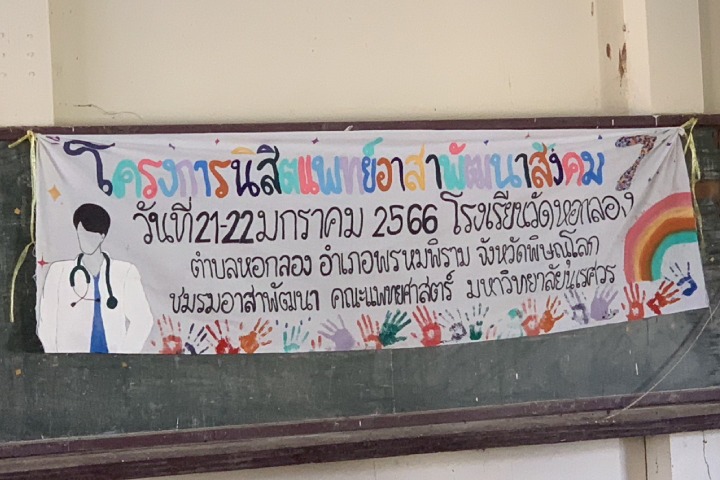 โครงการนิสิตแพทย์อาสาพัฒนาสังคม 7
วันที่ 21-22 มกราคม 2566 โรงเรียนวัดหอกลอง
ตำบลหอกลอง อำเภอพรหมพิราม จังหวัดพิษณุโลก
ชมรมอาสาพัฒนา คณะแพทยศาสตร์ มหาวิทยาลัยนเรศวร